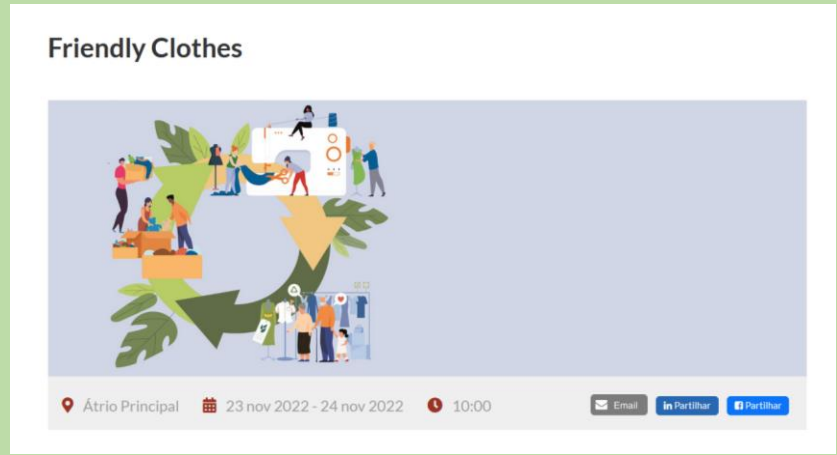 Friendly Clothes
Átrio Principal 23 nov 2022 - 24 nov 2022 10:00 Email in Partilhar Partilhar